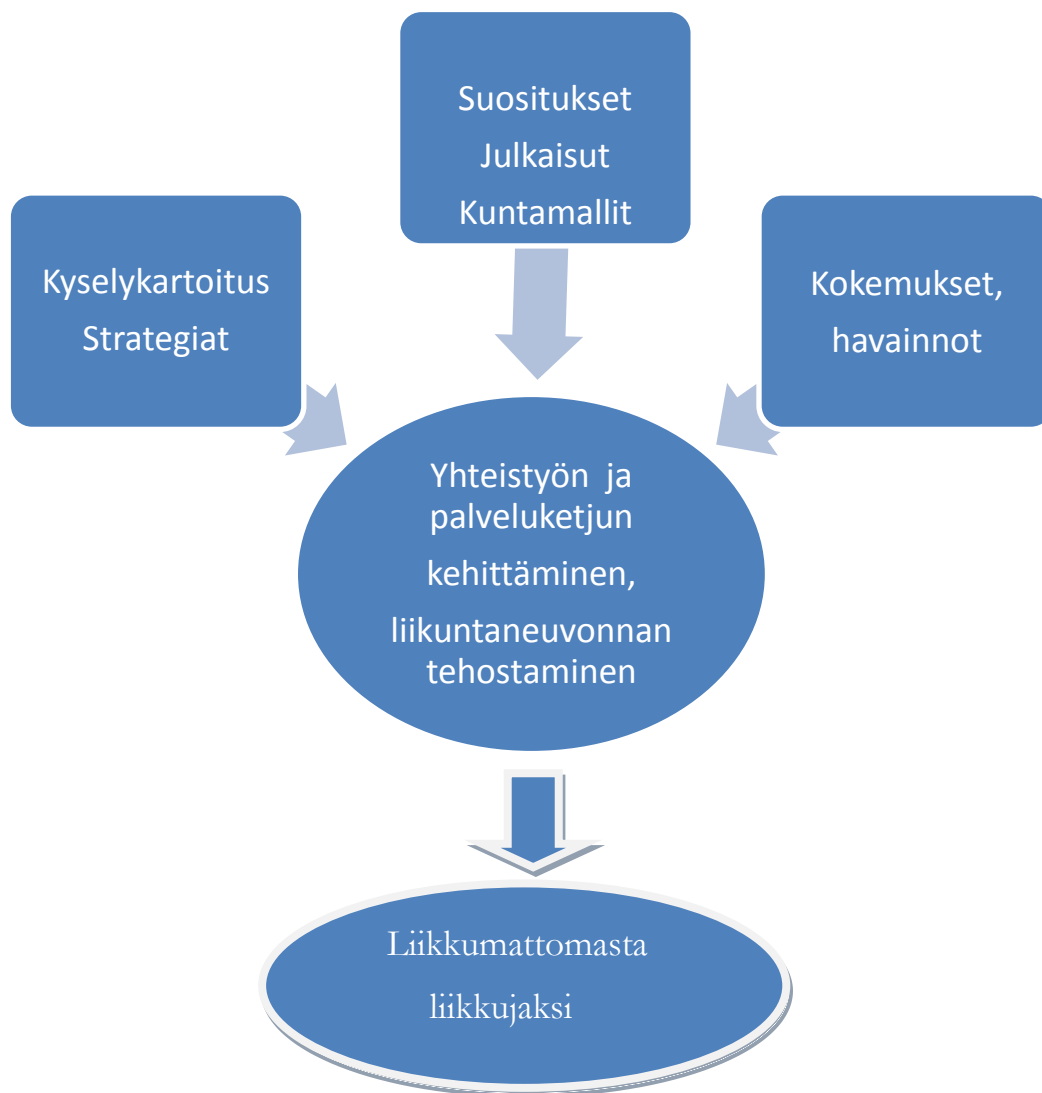 Suositukset
Julkaisut
Kuntamallit
Kyselykartoitus
Strategiat
Kokemukset,
havainnot
Yhteistyön ja
palveluketjun
kehittäminen,
liikuntaneuvonnan
tehostaminen
Liikkumattomasta
liikkujaksi